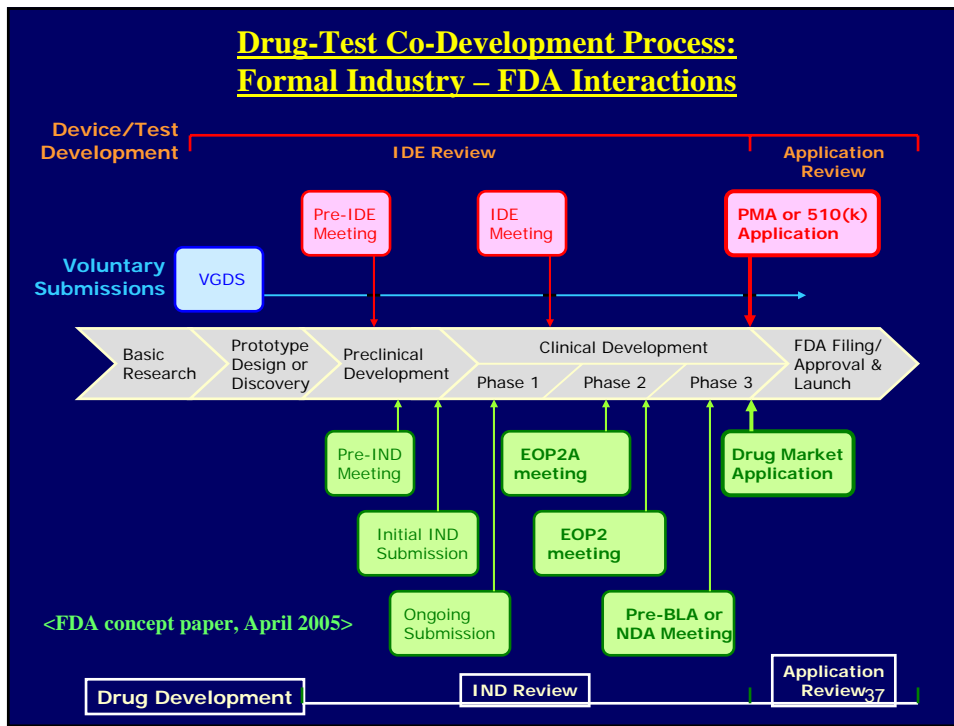 Drug-Test Co-Development Process:
Formal Industry – FDA Interactions
Device/Test
Development
IDE Review
Application
Review
Pre-IDE
Meeting
IDE
Meeting
PMA or 510(k)
Application
Voluntary
Submissions
VGDS
Basic
Research
Prototype
Design or
Discovery
Preclinical
Development
Clinical Development
Phase 1
Phase 2
Phase 3
FDA Filing/
Approval &
Launch
Pre-IND
Meeting
EOP2A
meeting
Drug Market
Application
Initial IND
Submission
EOP2
meeting
Ongoing
Submission
Pre-BLA or
NDA Meeting
<FDA concept paper, April 2005>
Drug Development
IND Review
Application
Review
37